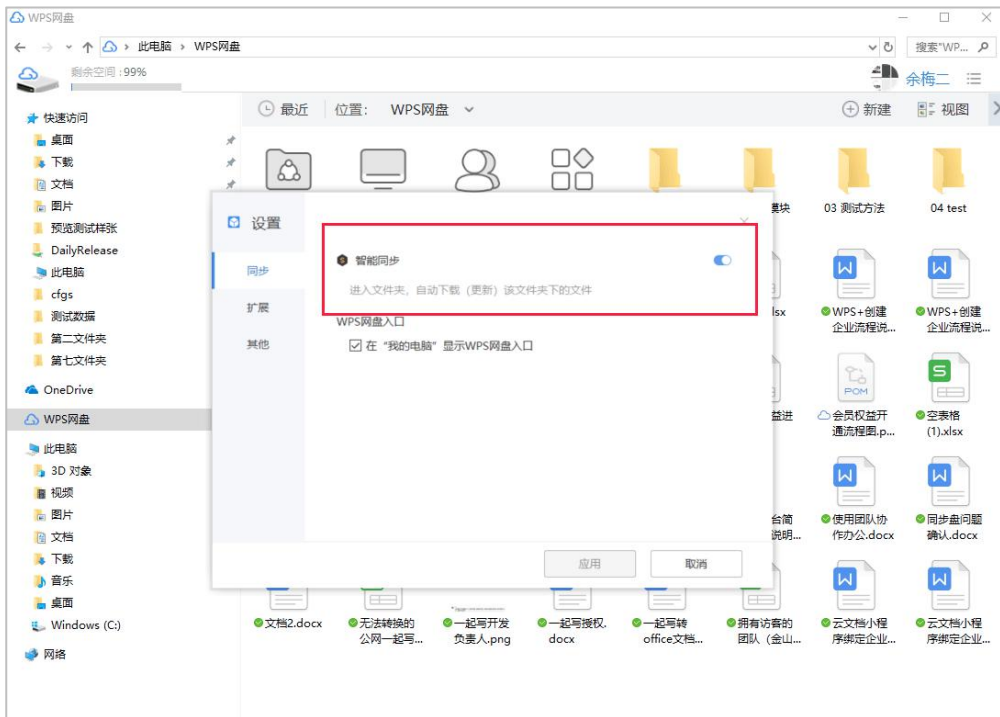 WPS网盘
此电脑 › WPS网盘
搜索"WP...
剩余空间:99%
余梅二
最近 位置: WPS网盘 新建 视图
快速访问
桌面
下载
文档
图片
预览测试样张
DailyRelease
此电脑
cfgs
测试数据
第二文件夹
第七文件夹
OneDrive
WPS网盘
此电脑
3D 对象
视频
图片
文档
下载
音乐
桌面
Windows (C:)
网络
模块
03 测试方法
04 test
设置
同步
扩展
其他
智能同步
进入文件夹，自动下载（更新）该文件夹下的文件
WPS网盘入口
在“我的电脑”显示WPS网盘入口
应用
取消
lsx
WPS+创建
企业流程说...
WPS+创建
企业流程说...
益进
会员权益开
通流程图.p...
POM
空表格
(1).xlsx
台简
说明...
使用团队协
作办公.docx
同步盘问题
确认.docx
文档2.docx
无法转换的
公网一起写...
一起写开发
负责人.png
一起写授权.
docx
一起写转
office文档...
拥有访客的
团队（金山...
云文档小程
序绑定企业...
云文档小程
序绑定企业...